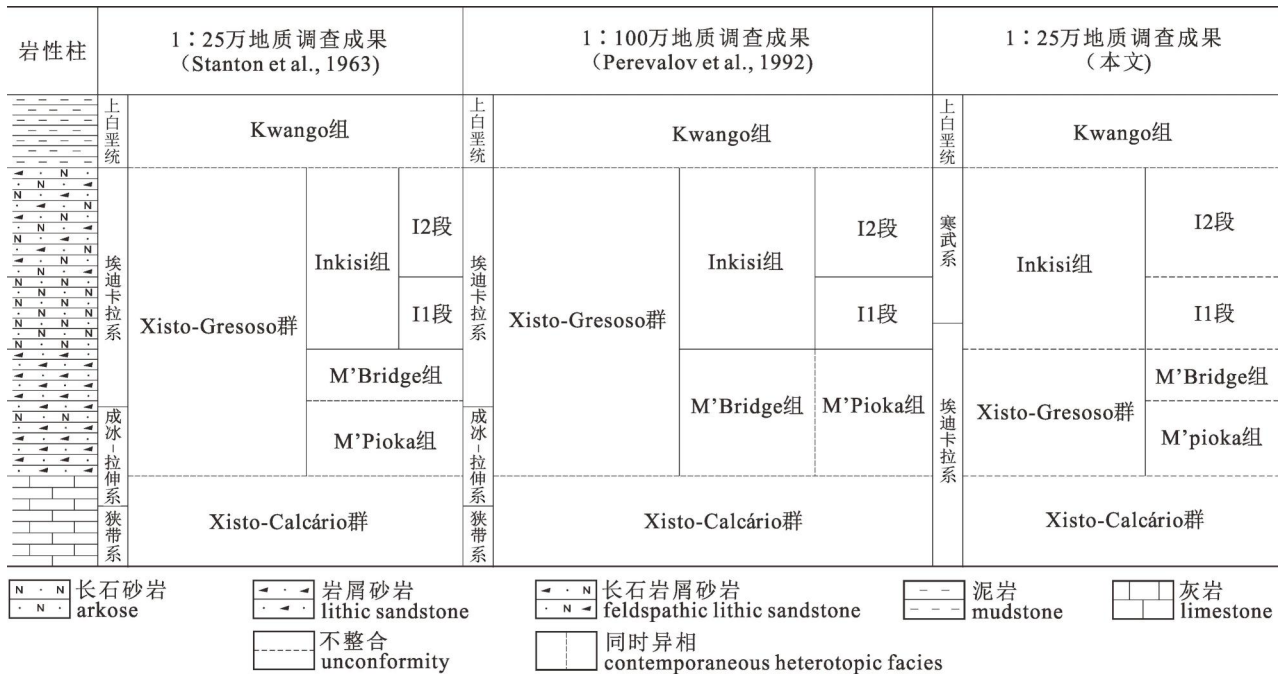 岩性柱
1∶25万地质调查成果
(Stanton et al., 1963)
1∶100万地质调查成果
(Perevalov et al., 1992)
1∶25万地质调查成果
(本文)
上白垩统
Kwango组
上白垩统
Kwango组
上白垩统
Kwango组
埃迪卡拉系
成冰-拉伸系
狭带系
Xisto-Gresoso群
Inkisi组
I2段
I1段
M’Bridge组
M’Pioka组
Xisto-Calcário群
埃迪卡拉系
成冰-拉伸系
狭带系
Xisto-Gresoso群
Inkisi组
I2段
I1段
M’Bridge组
M’Pioka组
Xisto-Calcário群
寒武系
埃迪卡拉系
Inkisi组
I2段
I1段
Xisto-Gresoso群
M’Bridge组
M’pioka组
Xisto-Calcário群
长石砂岩
arkose
岩屑砂岩
lithic sandstone
长石岩屑砂岩
feldspathic lithic sandstone
泥岩
mudstone
灰岩
limestone
不整合
unconformity
同时异相
contemporaneous heterotopic facies